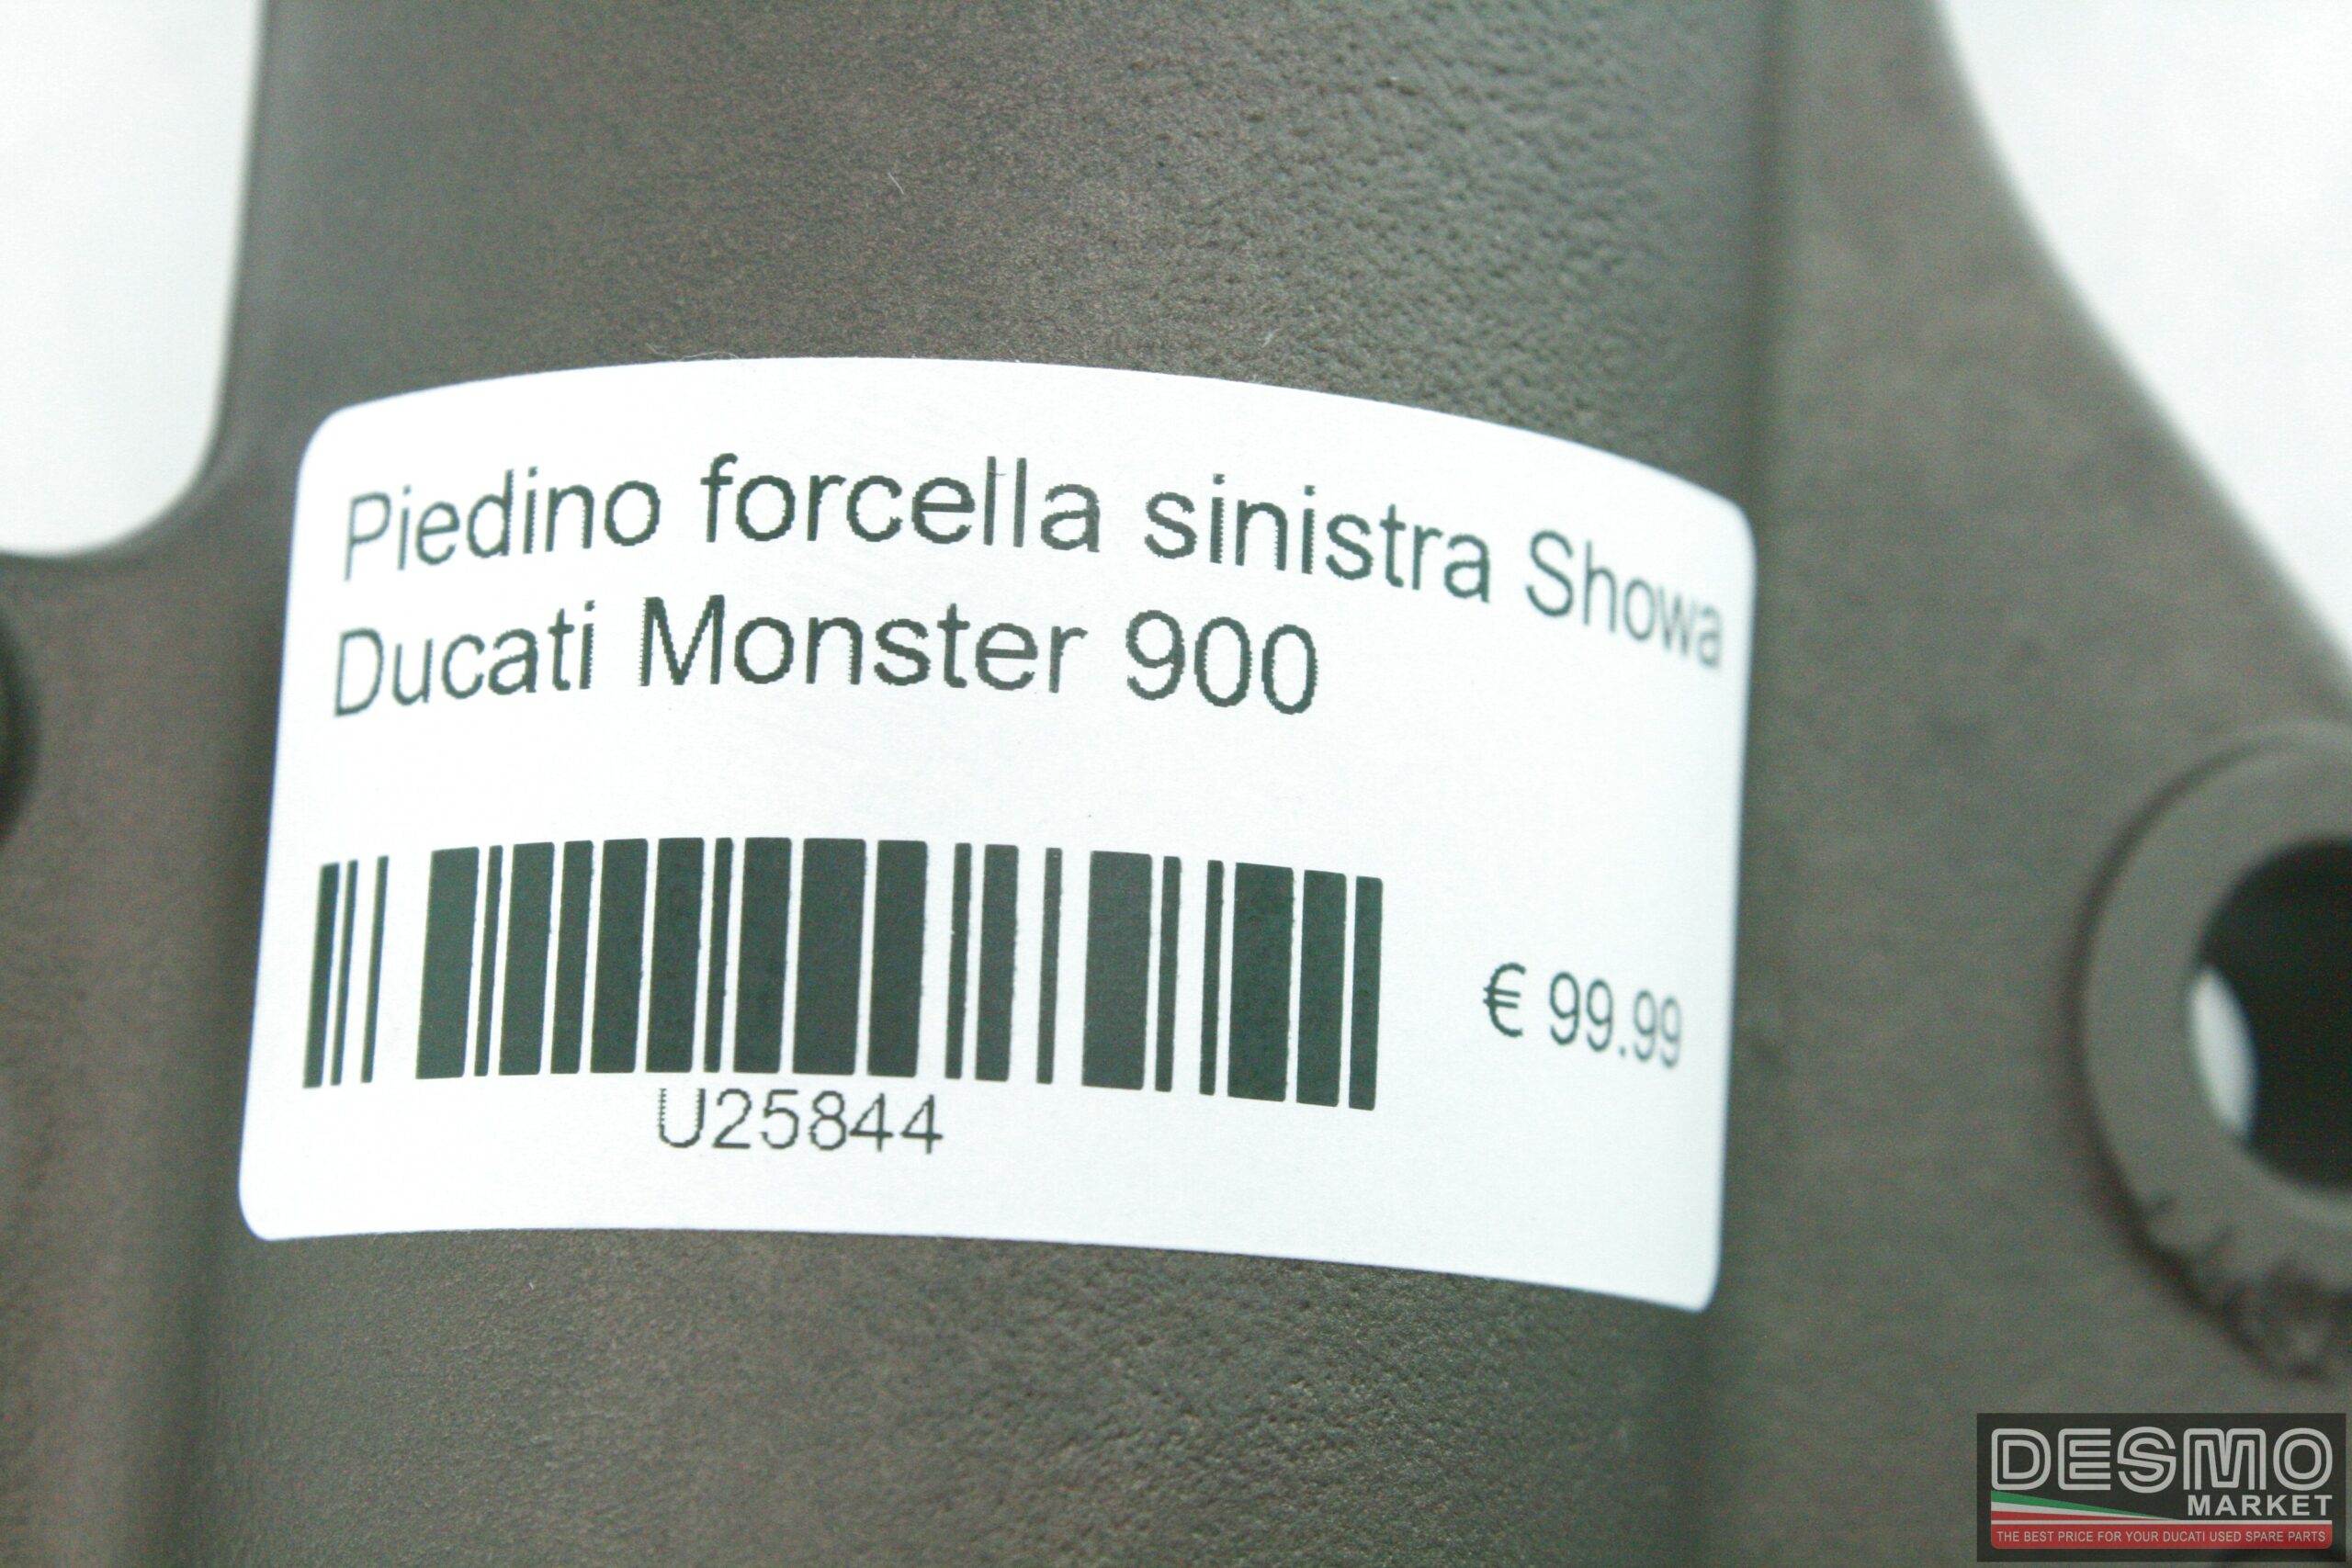 Piedino forcella sinistra Showa
Ducati Monster 900
€ 99.99
U25844
DESMO
MARKET
THE BEST PRICE FOR YOUR DUCATI USED SPARE PARTS